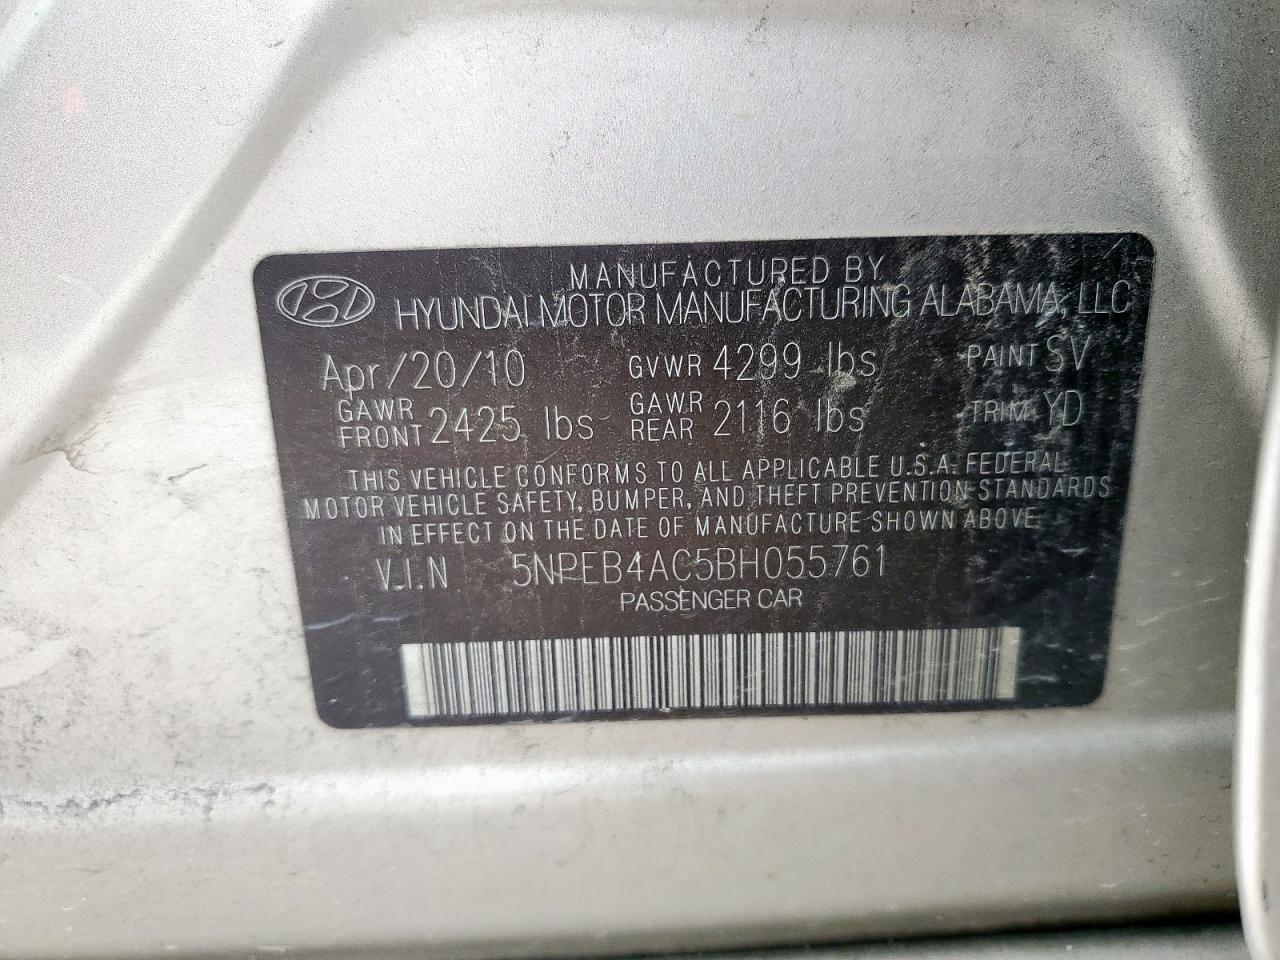 MANUFACTURED BY
HYUNDAI MOTOR MANUFACTURING ALABAMA, LLC
Apr/20/10 GVWR 4299 lbs PAINT SV
GAWR FRONT 2425 lbs GAWR REAR 2116 lbs TRIM YD
THIS VEHICLE CONFORMS TO ALL APPLICABLE U.S.A. FEDERAL
MOTOR VEHICLE SAFETY, BUMPER, AND THEFT PREVENTION STANDARDS
IN EFFECT ON THE DATE OF MANUFACTURE SHOWN ABOVE.
V.I.N 5NPEB4AC5BH055761
PASSENGER CAR